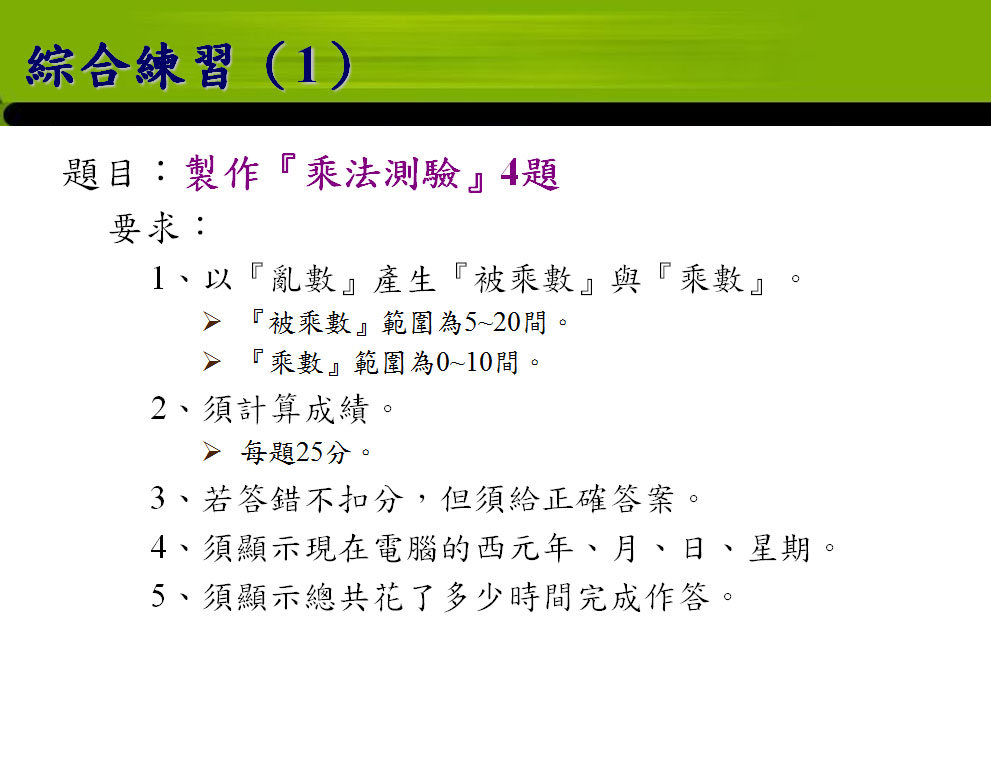 綜合練習（1）
題目：製作『乘法測驗』4題
要求：
1、以『亂數』產生『被乘數』與『乘數』。
➢ 『被乘數』範圍為5~20間。
➢ 『乘數』範圍為0~10間。
2、須計算成績。
➢ 每題25分。
3、若答錯不扣分，但須給正確答案。
4、須顯示現在電腦的西元年、月、日、星期。
5、須顯示總共花了多少時間完成作答。